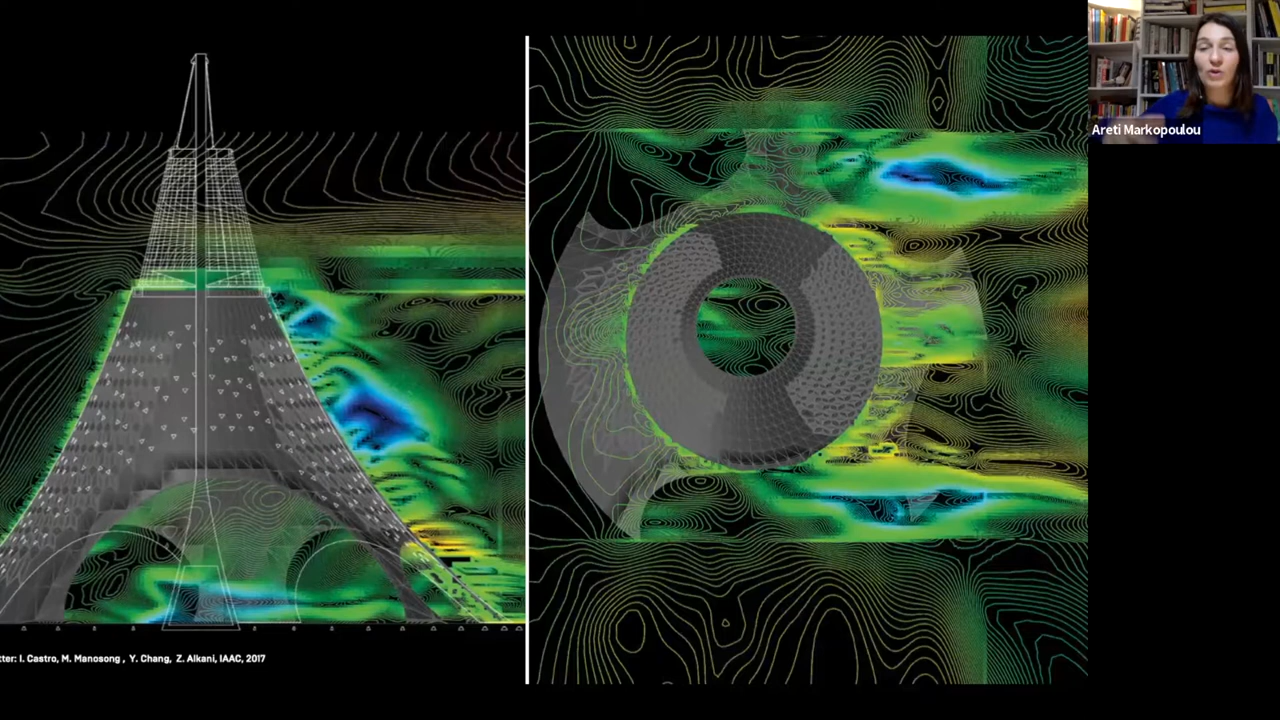 Areti Markopoulou
tter: I. Castro, M. Manosong , Y. Chang, Z. Alkani, IAAC, 2017